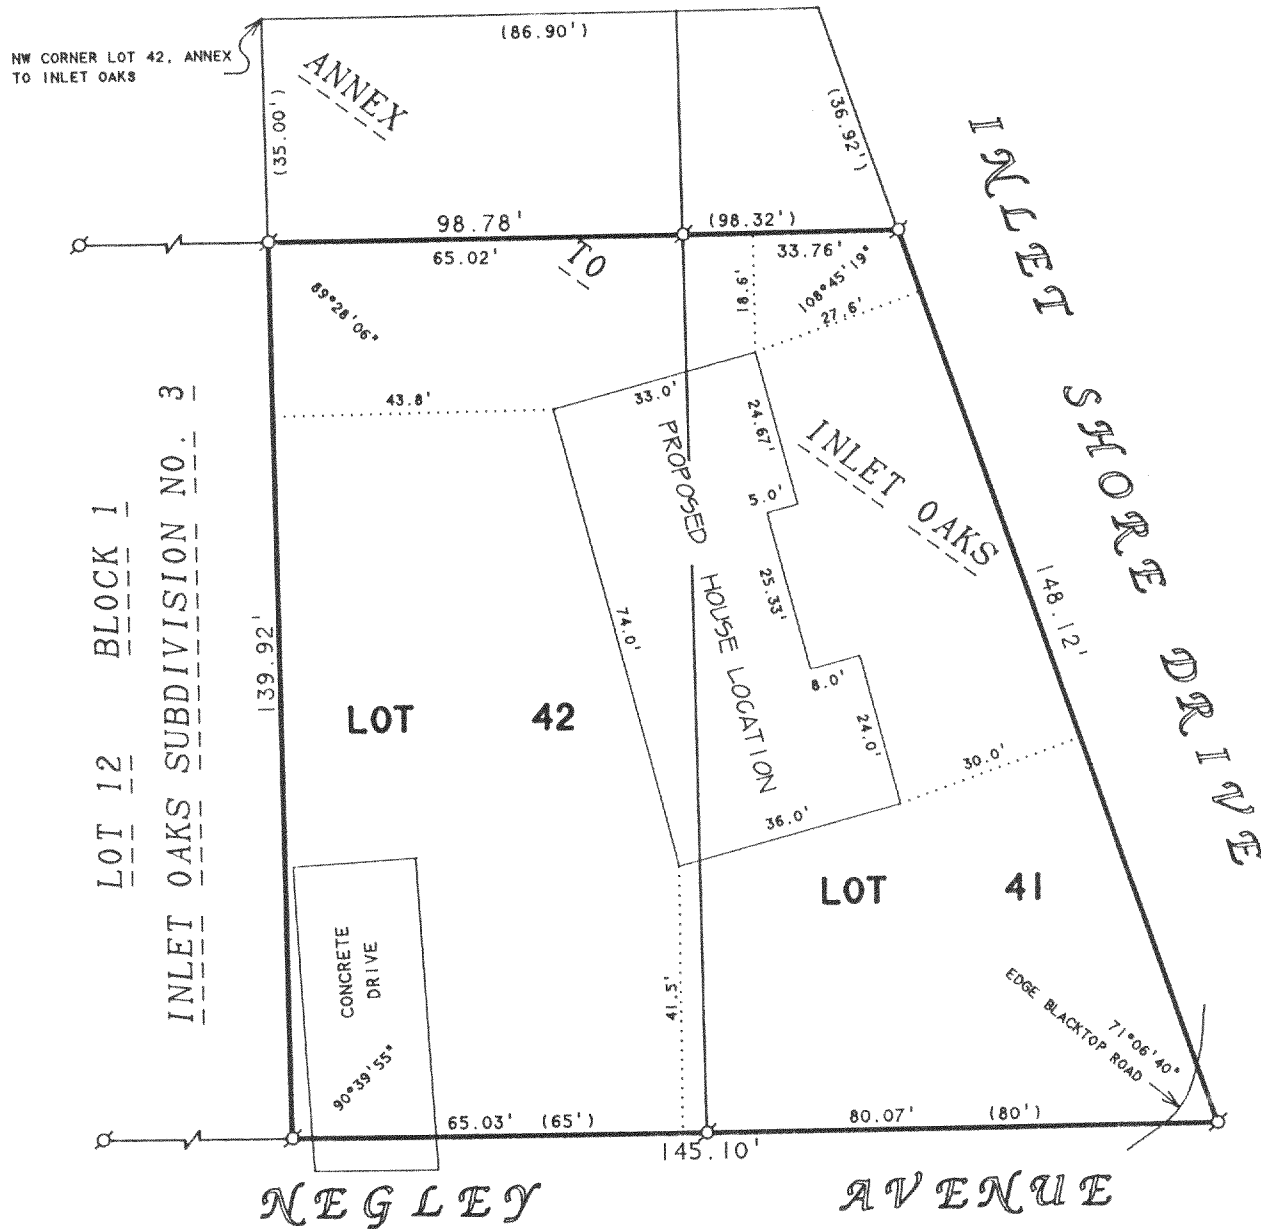 (86.90')
NW CORNER LOT 42, ANNEX
TO INLET OAKS
ANNEX
(35.00')
(36.92')
INLET SHORE DRIVE
98.78'
(98.32')
65.02'
TO
33.76'
89°28'06"
18.6'
108°45'19"
27.6'
43.8'
33.0'
24.67'
INLET OAKS
PROPOSED HOUSE LOCATION
5.0'
25.33'
LOT 12 BLOCK 1
INLET OAKS SUBDIVISION NO. 3
139.92'
74.0'
148.12'
8.0'
LOT 42
24.0'
30.0'
36.0'
LOT 41
CONCRETE
DRIVE
41.5'
EDGE BLACKTOP ROAD
71°06'40"
90°39'55"
65.03' (65')
80.07' (80')
145.10'
NEGLEY AVENUE